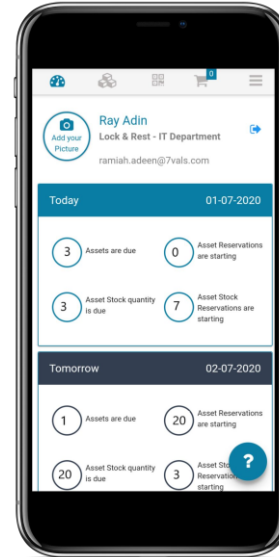 0
Add your
Picture
Ray Adin
Lock & Rest - IT Department
ramiah.adeen@7vals.com
Today 01-07-2020
3 Assets are due
0 Asset Reservations
are starting
3 Asset Stock quantity
is due
7 Asset Stock
Reservations are
starting
Tomorrow 02-07-2020
1 Assets are due
20 Asset Reservations
are starting
20 Asset Stock quantity
is due
3 Asset
Reservation
starting
?